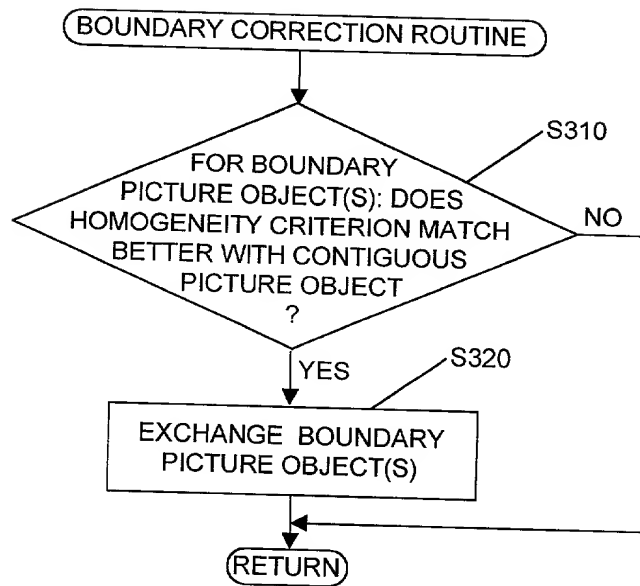 BOUNDARY CORRECTION ROUTINE
S310
FOR BOUNDARY
PICTURE OBJECT(S): DOES
HOMOGENEITY CRITERION MATCH
BETTER WITH CONTIGUOUS
PICTURE OBJECT
?
NO
YES
S320
EXCHANGE BOUNDARY
PICTURE OBJECT(S)
RETURN